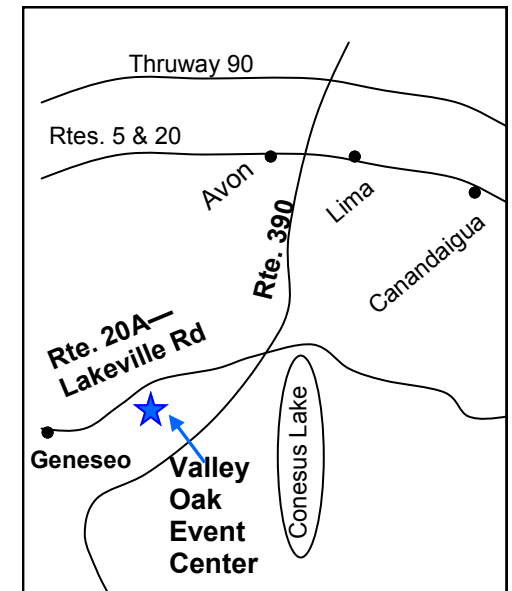 Thruway 90
Rtes. 5 & 20
Avon
Lima
Canandaigua
Rte. 390
Rte. 20A—
Lakeville Rd
Geneseo
Valley
Oak
Event
Center
Conesus Lake